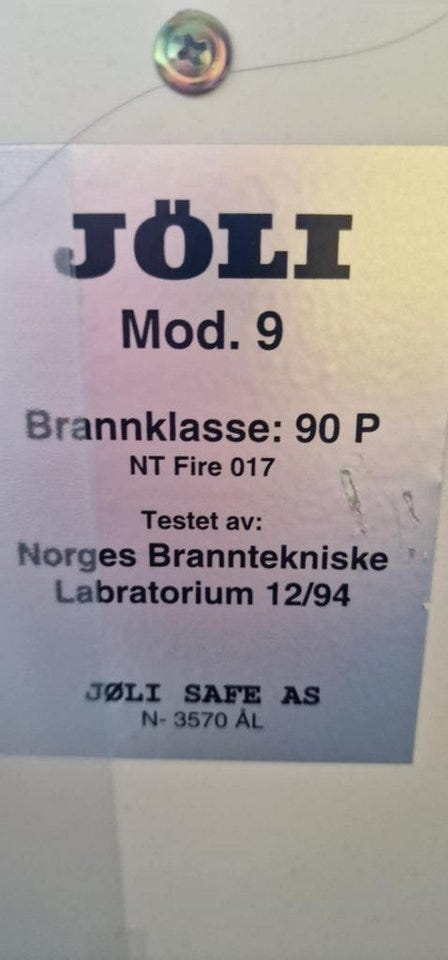 JÖLI
Mod. 9
Brannklasse: 90 P
NT Fire 017
Testet av:
Norges Branntekniske
Labratorium 12/94
JØLI SAFE AS
N- 3570 ÅL